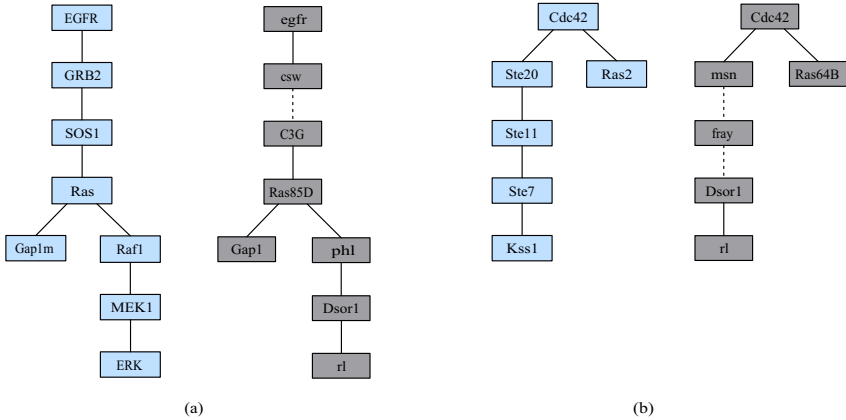 EGFR
GRB2
SOS1
Ras
Gap1m
Raf1
MEK1
ERK
egfr
csw
C3G
Ras85D
Gap1
phl
Dsor1
rl
(a)
Cdc42
Ste20
Ras2
Ste11
Ste7
Kss1
Cdc42
msn
Ras64B
fray
Dsor1
rl
(b)